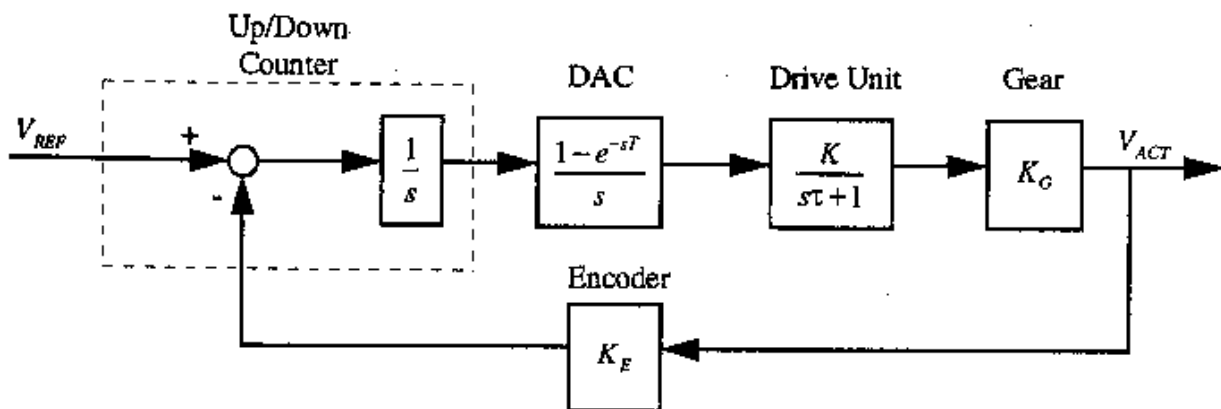 Up/Down
Counter
DAC
Drive Unit
Gear
V_REF
+
-
1
s
1 - e^{-sT}
s
K
sτ + 1
K_G
V_ACT
Encoder
K_E